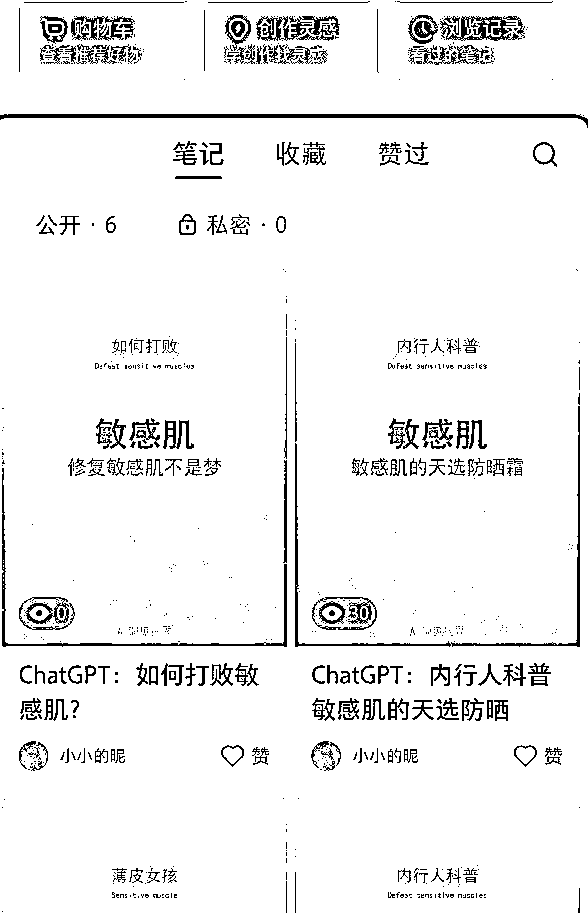 购物车
创作灵感
浏览记录
查看推荐好物
学创作找灵感
看过的笔记
笔记
收藏
赞过
公开·6
私密·0
如何打败
Defeat sensitive muscles
敏感肌
修复敏感肌不是梦
0
内行人科普
Defeat sensitive muscles
敏感肌
敏感肌的天选防晒霜
30
ChatGPT：如何打败敏
感肌?
小小的昵
赞
ChatGPT：内行人科普
敏感肌的天选防晒
小小的昵
赞
薄皮女孩
Sensitive muscle
内行人科普
Defeat sensitive muscles